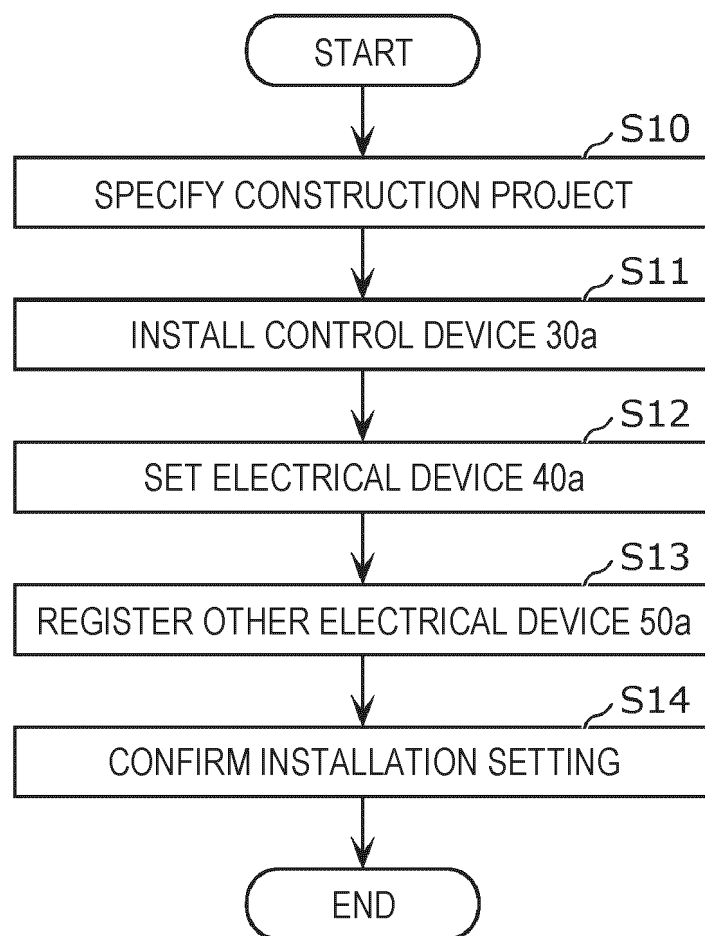 START
S10
SPECIFY CONSTRUCTION PROJECT
S11
INSTALL CONTROL DEVICE 30a
S12
SET ELECTRICAL DEVICE 40a
S13
REGISTER OTHER ELECTRICAL DEVICE 50a
S14
CONFIRM INSTALLATION SETTING
END